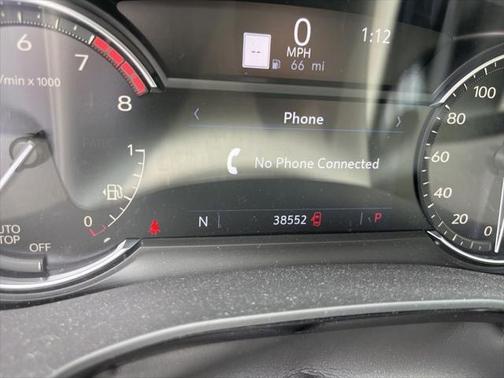 0
MPH
1:12
--
66 mi
6
7
8
/min x 1000
‹ Phone ›
No Phone Connected
1
0
AUTO
STOP
OFF
N
38552
P
100
80
60
40
20
0